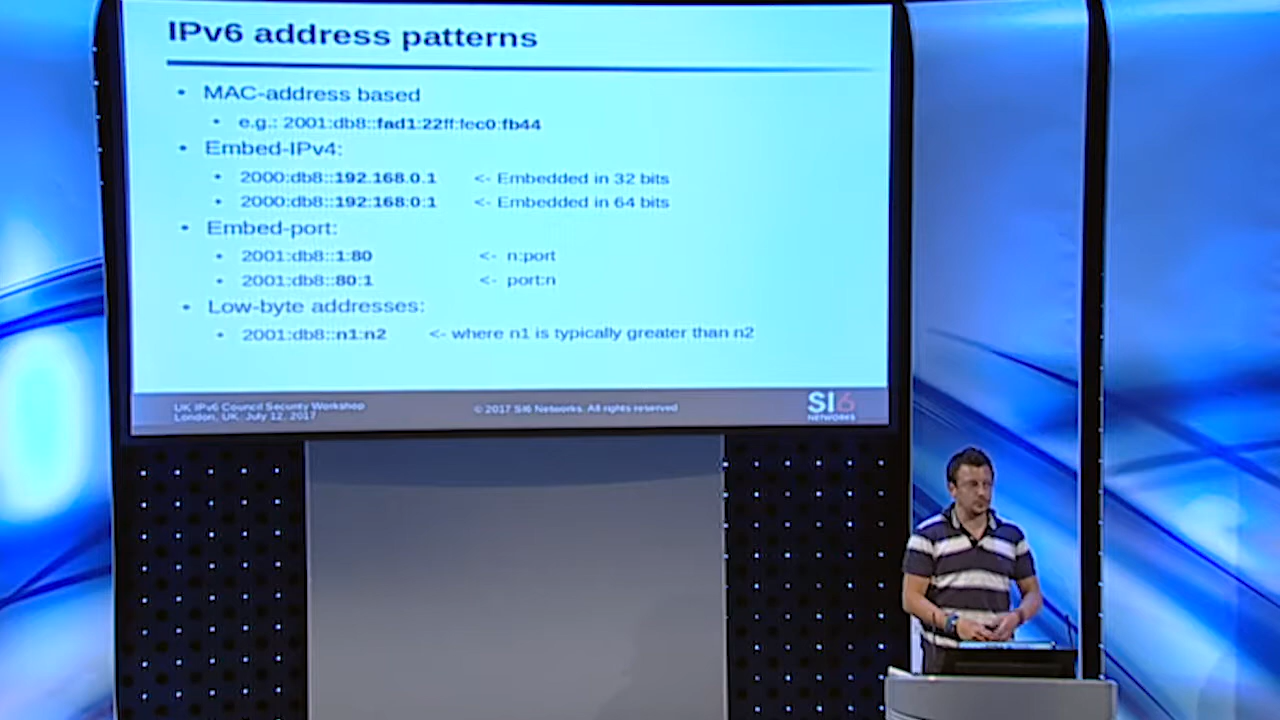 IPv6 address patterns
• MAC-address based
• e.g.: 2001:db8::fad1:22ff:fec0:fb44
• Embed-IPv4:
• 2000:db8::192.168.0.1 <- Embedded in 32 bits
• 2000:db8::192:168:0:1 <- Embedded in 64 bits
• Embed-port:
• 2001:db8::1:80 <- n:port
• 2001:db8::80:1 <- port:n
• Low-byte addresses:
• 2001:db8::n1:n2 <- where n1 is typically greater than n2
UK IPv6 Council Security Workshop
London, UK. July 12, 2017
© 2017 SI6 Networks. All rights reserved
SI6
NETWORKS